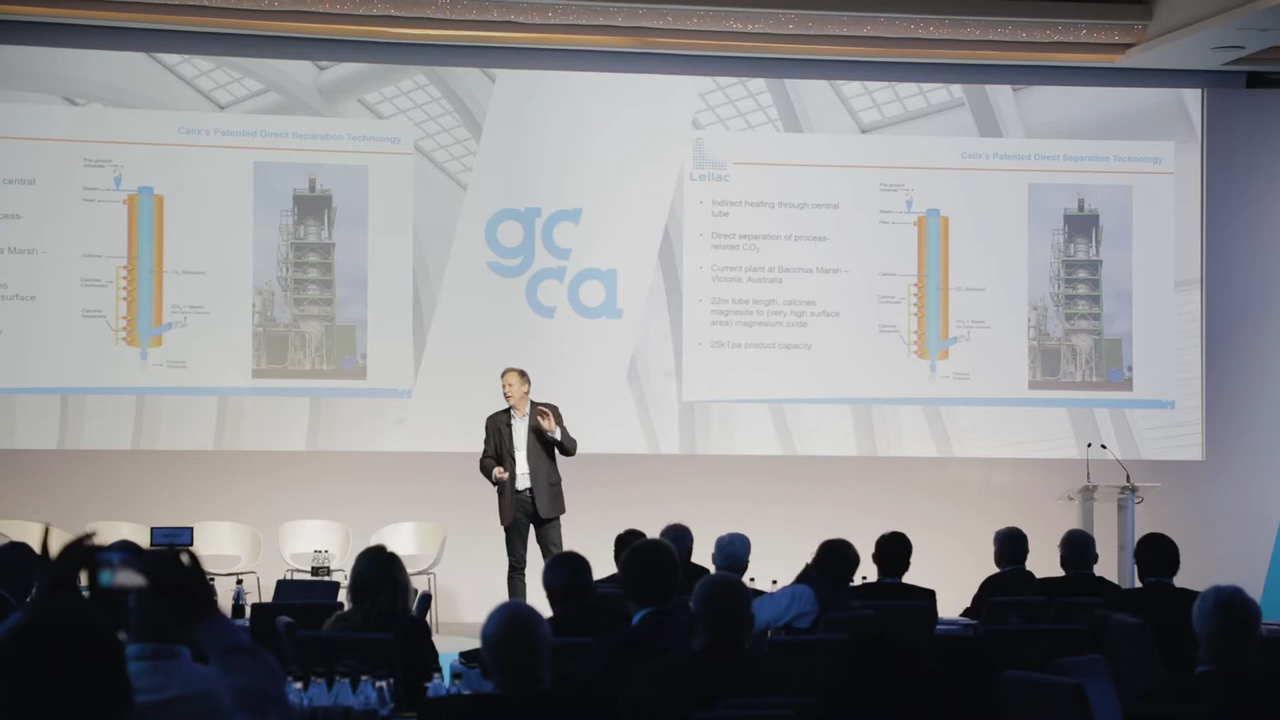 Calix's Patented Direct Separation Technology
central
process-
s Marsh –
surface
gc
ca
Leilac
Calix's Patented Direct Separation Technology
• Indirect heating through central
tube
• Direct separation of process-
related CO2
• Current plant at Bacchus Marsh –
Victoria, Australia
• 22m tube length, calcines
magnesite to (very high surface
area) magnesium oxide
• 25kTpa product capacity